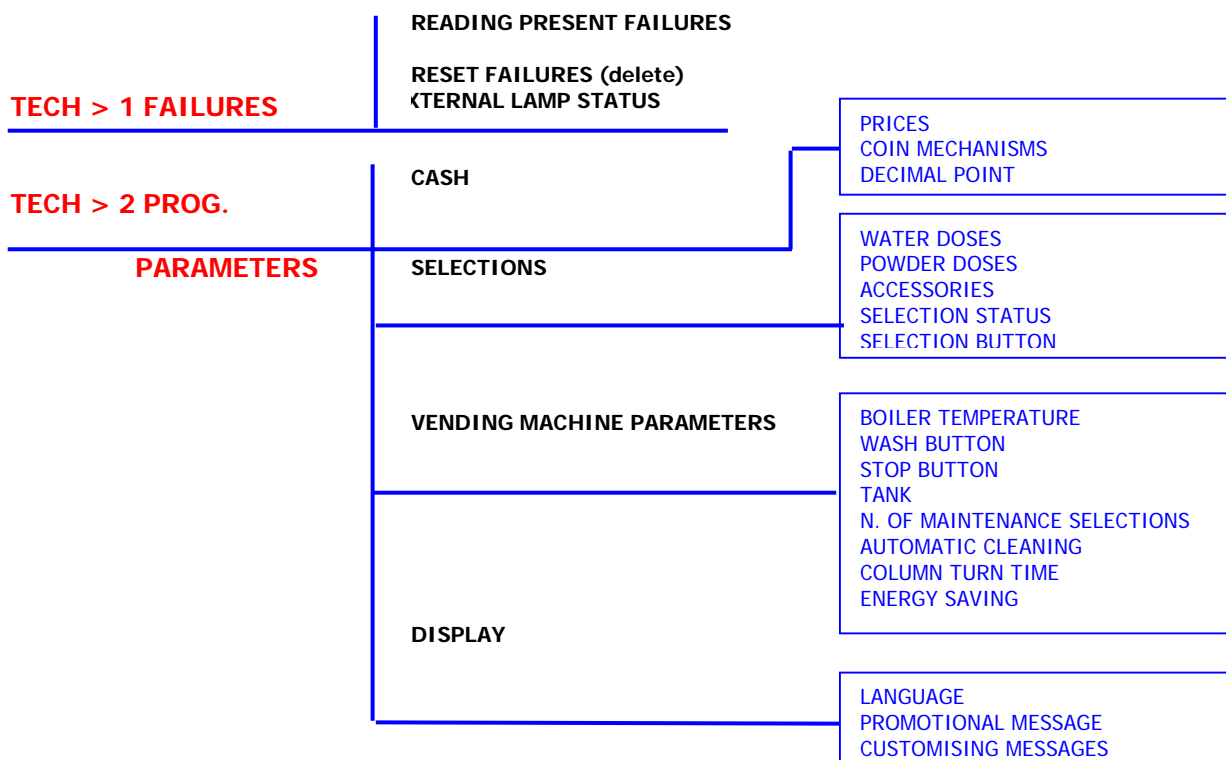 READING PRESENT FAILURES
RESET FAILURES (delete)
XTERNAL LAMP STATUS
TECH > 1 FAILURES
PRICES
COIN MECHANISMS
DECIMAL POINT
CASH
TECH > 2 PROG.
PARAMETERS
SELECTIONS
WATER DOSES
POWDER DOSES
ACCESSORIES
SELECTION STATUS
SELECTION BUTTON
VENDING MACHINE PARAMETERS
BOILER TEMPERATURE
WASH BUTTON
STOP BUTTON
TANK
N. OF MAINTENANCE SELECTIONS
AUTOMATIC CLEANING
COLUMN TURN TIME
ENERGY SAVING
DISPLAY
LANGUAGE
PROMOTIONAL MESSAGE
CUSTOMISING MESSAGES